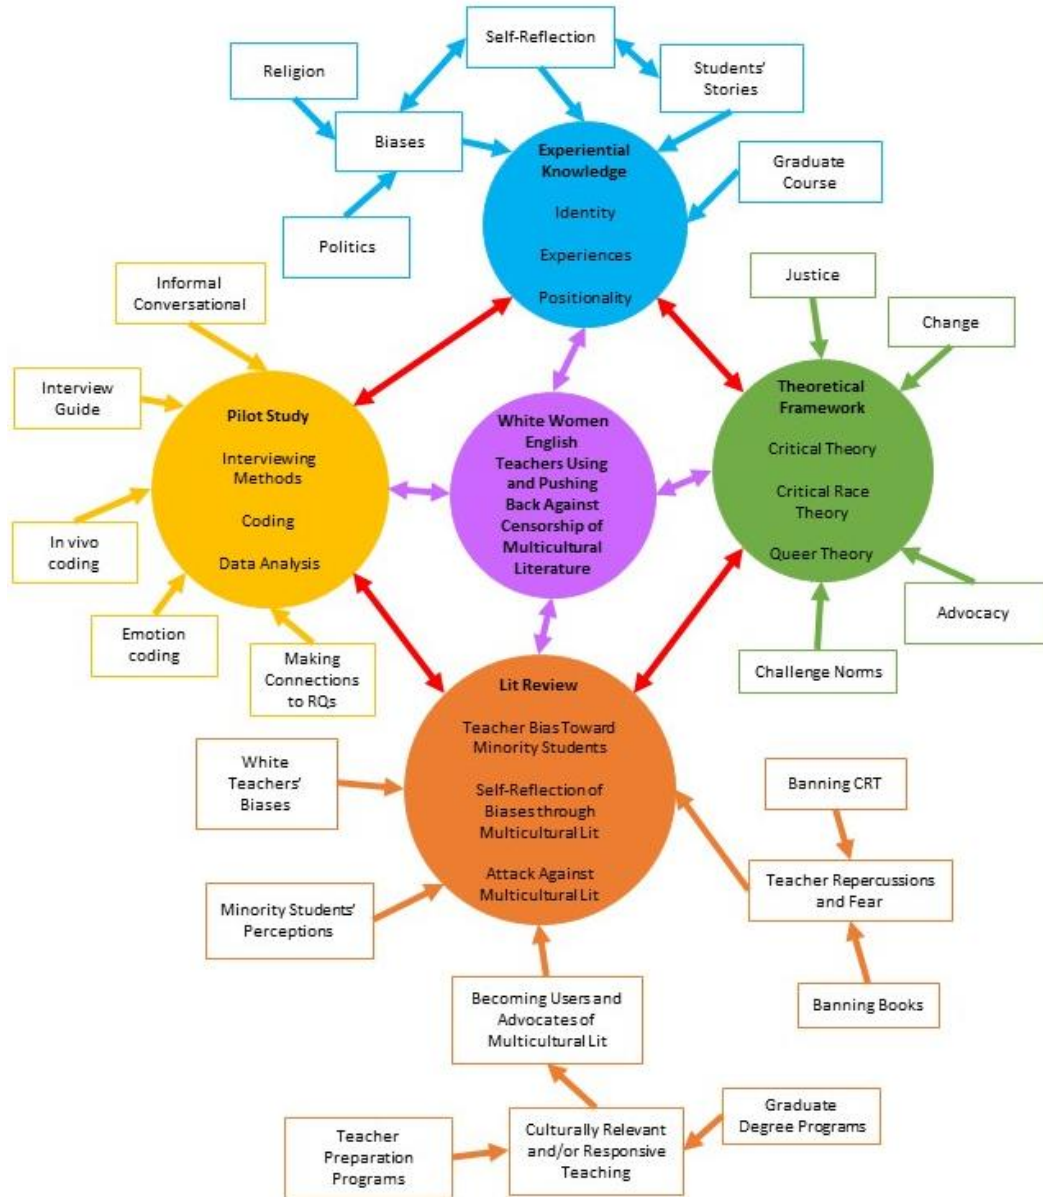 Self-Reflection
Religion
Students'
Stories
Biases
Experiential
Knowledge
Identity
Experiences
Positionality
Graduate
Course
Politics
Informal
Conversational
Justice
Change
Interview
Guide
Pilot Study
Interviewing
Methods
Coding
Data Analysis
White Women
English
Teachers Using
and Pushing
Back Against
Censorship of
Multicultural
Literature
Theoretical
Framework
Critical Theory
Critical Race
Theory
Queer Theory
In vivo
coding
Emotion
coding
Making
Connections
to RQs
Advocacy
Challenge Norms
Lit Review
Teacher Bias Toward
Minority Students
Self-Reflection of
Biases through
Multicultural Lit
Attack Against
Multicultural Lit
White
Teachers'
Biases
Banning CRT
Minority Students'
Perceptions
Teacher Repercussions
and Fear
Banning Books
Becoming Users and
Advocates of
Multicultural Lit
Teacher
Preparation
Programs
Culturally Relevant
and/or Responsive
Teaching
Graduate
Degree Programs